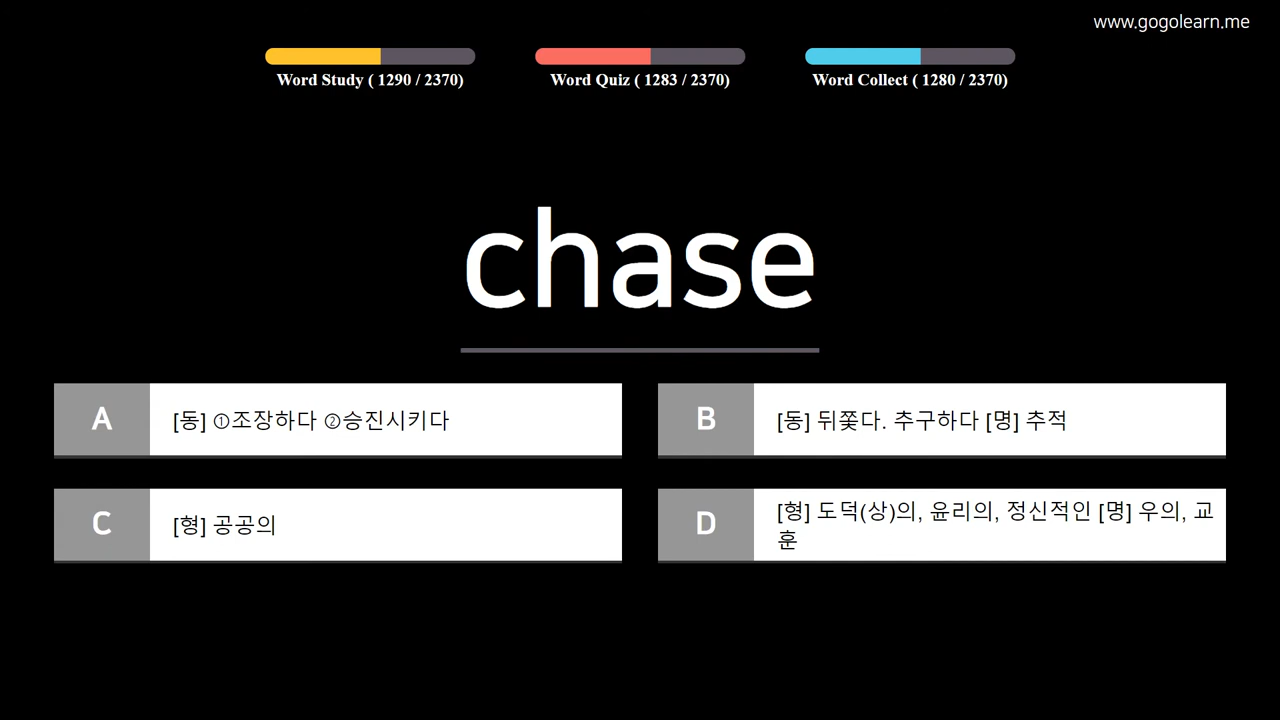 www.gogolearn.me
Word Study ( 1290 / 2370)
Word Quiz ( 1283 / 2370)
Word Collect ( 1280 / 2370)
chase
A
[동] ①조장하다 ②승진시키다
B
[동] 뒤쫓다. 추구하다 [명] 추적
C
[형] 공공의
D
[형] 도덕(상)의, 윤리의, 정신적인 [명] 우의, 교
훈